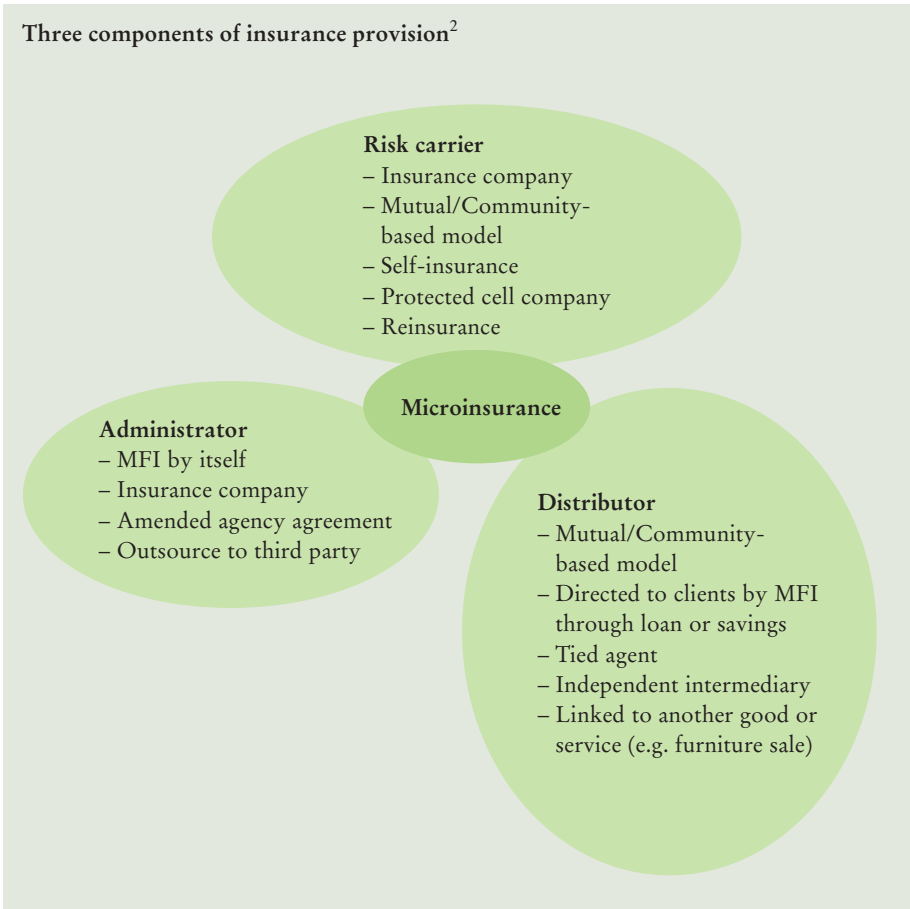 Three components of insurance provision²
Risk carrier
– Insurance company
– Mutual/Community-
based model
– Self-insurance
– Protected cell company
– Reinsurance
Microinsurance
Administrator
– MFI by itself
– Insurance company
– Amended agency agreement
– Outsource to third party
Distributor
– Mutual/Community-
based model
– Directed to clients by MFI
through loan or savings
– Tied agent
– Independent intermediary
– Linked to another good or
service (e.g. furniture sale)